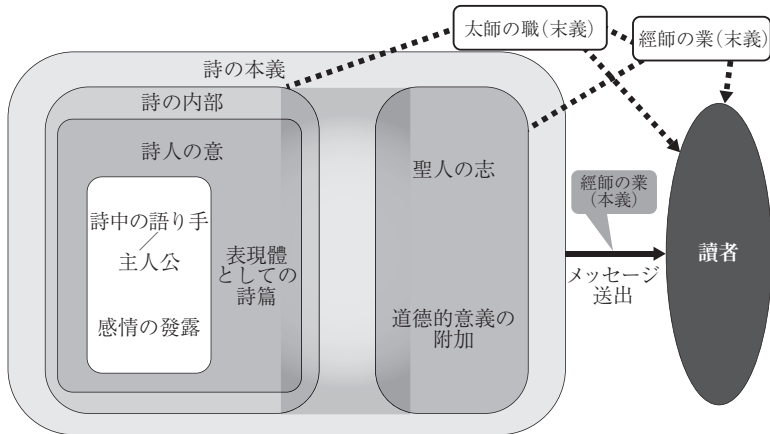 太師の職(末義)
經師の業(末義)
詩の本義
詩の内部
詩人の意
詩中の語り手
／
主人公
感情の發露
表現體
としての
詩篇
聖人の志
道德的意義の
附加
經師の業
(本義)
メッセージ
送出
讀者